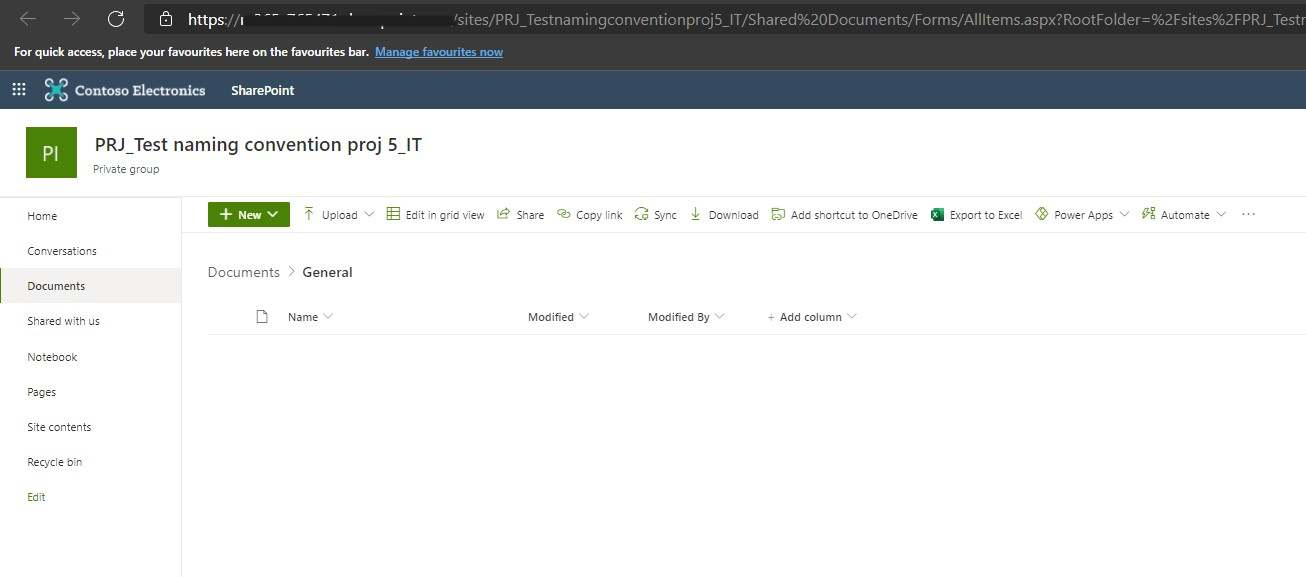 https:// /sites/PRJ_Testnamingconventionproj5_IT/Shared%20Documents/Forms/AllItems.aspx?RootFolder=%2Fsites%2FPRJ_Testn
For quick access, place your favourites here on the favourites bar. Manage favourites now
Contoso Electronics SharePoint
PI
PRJ_Test naming convention proj 5_IT
Private group
Home
Conversations
Documents
Shared with us
Notebook
Pages
Site contents
Recycle bin
Edit
+ New Upload Edit in grid view Share Copy link Sync Download Add shortcut to OneDrive Export to Excel Power Apps Automate ...
Documents > General
Name Modified Modified By + Add column